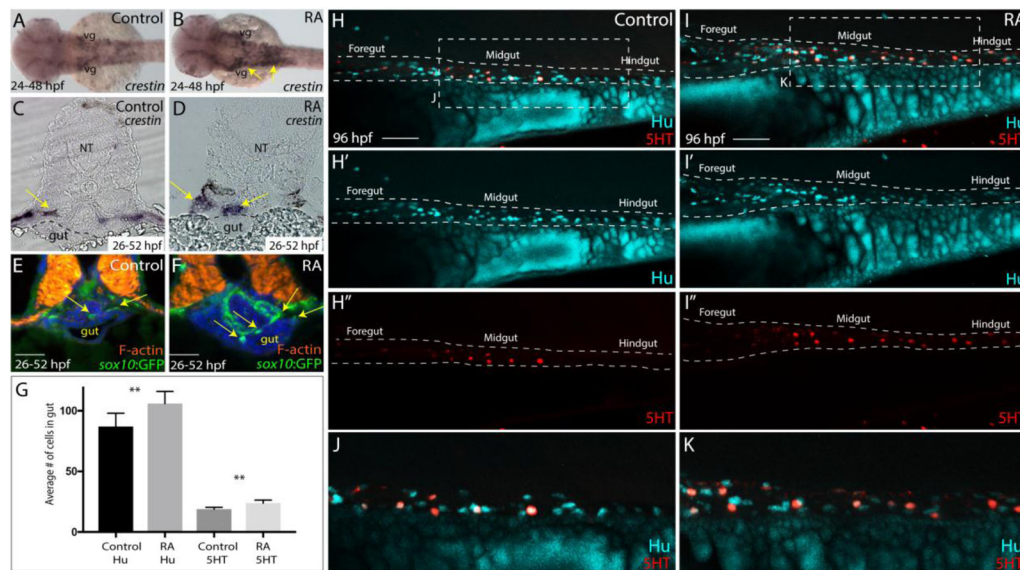 A
Control
vg
vg
24-48 hpf
crestin
B
RA
vg
vg
24-48 hpf
crestin
C
Control
crestin
NT
gut
26-52 hpf
D
RA
crestin
NT
gut
26-52 hpf
E
Control
gut
F-actin
26-52 hpf
sox10:GFP
F
RA
gut
F-actin
26-52 hpf
sox10:GFP
G
Average # of cells in gut
100
50
0
**
**
Control
Hu
RA
Hu
Control
5HT
RA
5HT
H
Control
Foregut
Midgut
Hindgut
J
96 hpf
Hu
5HT
I
RA
Foregut
Midgut
Hindgut
K
96 hpf
Hu
5HT
H'
Foregut
Midgut
Hindgut
Hu
I'
Foregut
Midgut
Hindgut
Hu
H"
Foregut
Midgut
Hindgut
5HT
I"
Foregut
Midgut
Hindgut
5HT
J
Hu
5HT
K
Hu
5HT